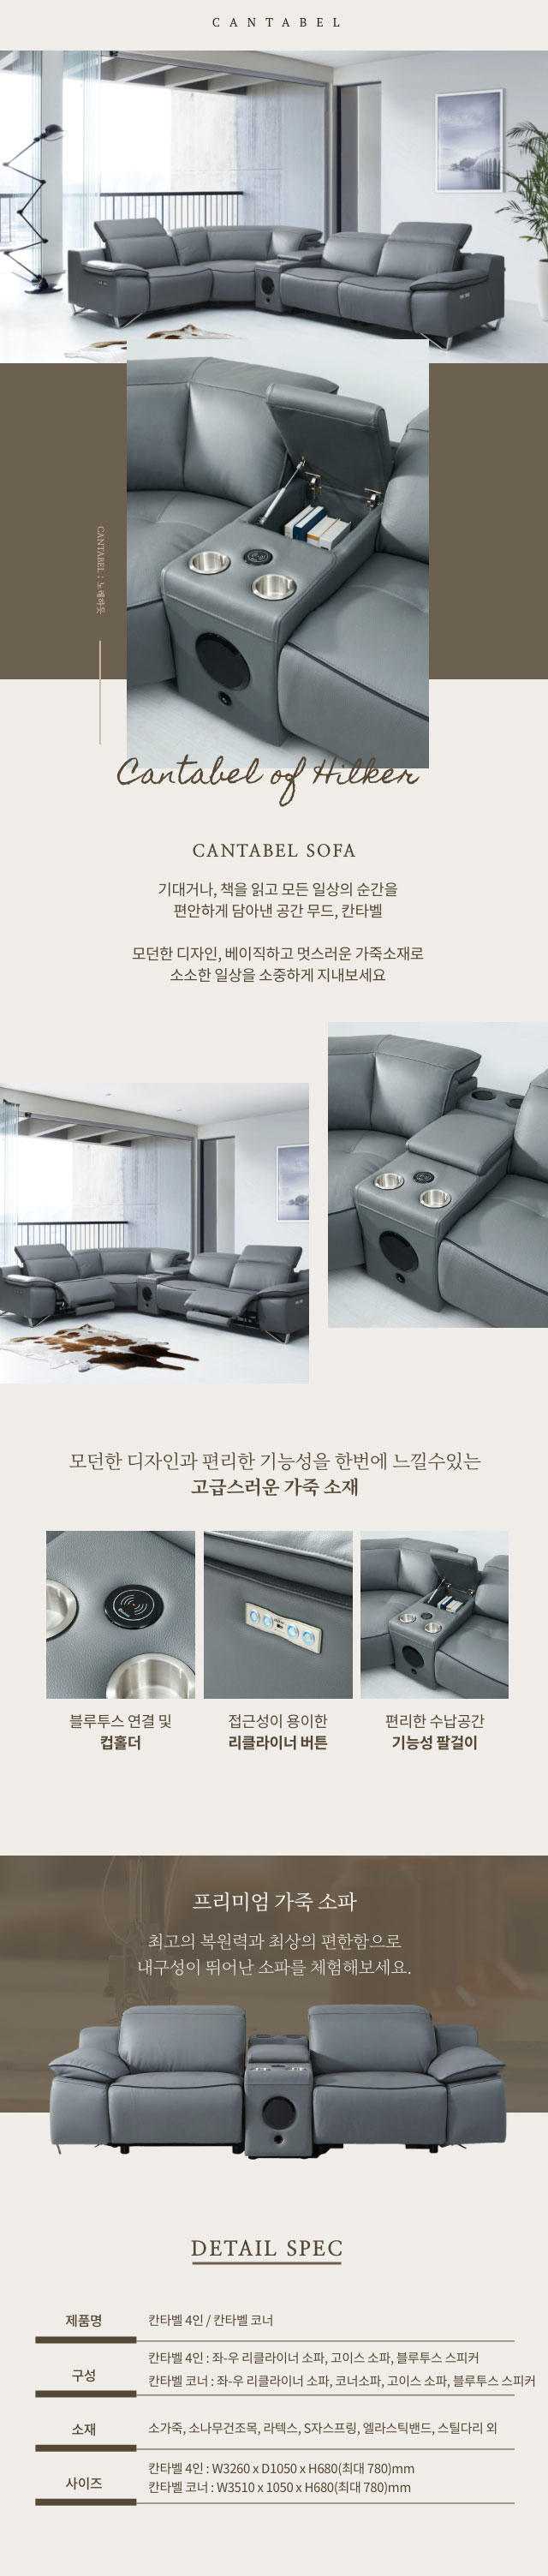 CANTABEL
CANTABEL : 노래하듯
Cantabel of Hilker
CANTABEL SOFA
기대거나, 책을 읽고 모든 일상의 순간을
편안하게 담아낸 공간 무드, 칸타벨
모던한 디자인, 베이직하고 멋스러운 가죽소재로
소소한 일상을 소중하게 지내보세요
모던한 디자인과 편리한 기능성을 한번에 느낄수있는
고급스러운 가죽 소재
블루투스 연결 및
컵홀더
접근성이 용이한
리클라이너 버튼
편리한 수납공간
기능성 팔걸이
프리미엄 가죽 소파
최고의 복원력과 최상의 편한함으로
내구성이 뛰어난 소파를 체험해보세요.
DETAIL SPEC
제품명
칸타벨 4인 / 칸타벨 코너
구성
칸타벨 4인 : 좌-우 리클라이너 소파, 고이스 소파, 블루투스 스피커
칸타벨 코너 : 좌-우 리클라이너 소파, 코너소파, 고이스 소파, 블루투스 스피커
소재
소가죽, 소나무건조목, 라텍스, S자스프링, 엘라스틱밴드, 스틸다리 외
사이즈
칸타벨 4인 : W3260 x D1050 x H680(최대 780)mm
칸타벨 코너 : W3510 x 1050 x H680(최대 780)mm